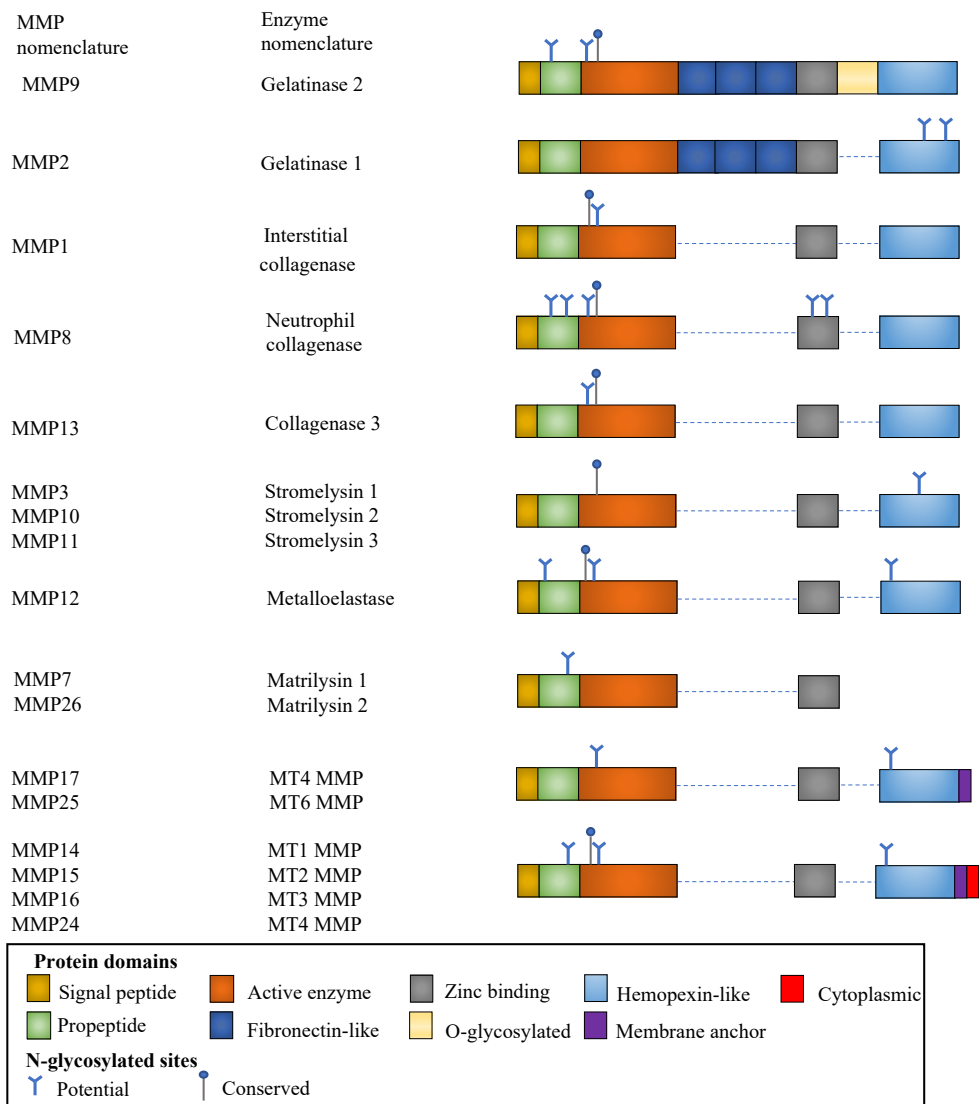 MMP Enzyme
nomenclature nomenclature
MMP9 Gelatinase 2
MMP2 Gelatinase 1
MMP1 Interstitial
collagenase
MMP8 Neutrophil
collagenase
MMP13 Collagenase 3
MMP3 Stromelysin 1
MMP10 Stromelysin 2
MMP11 Stromelysin 3
MMP12 Metalloelastase
MMP7 Matrilysin 1
MMP26 Matrilysin 2
MMP17 MT4 MMP
MMP25 MT6 MMP
MMP14 MT1 MMP
MMP15 MT2 MMP
MMP16 MT3 MMP
MMP24 MT4 MMP
Protein domains
Signal peptide Active enzyme Zinc binding Hemopexin-like Cytoplasmic
Propeptide Fibronectin-like O-glycosylated Membrane anchor
N-glycosylated sites
Potential Conserved